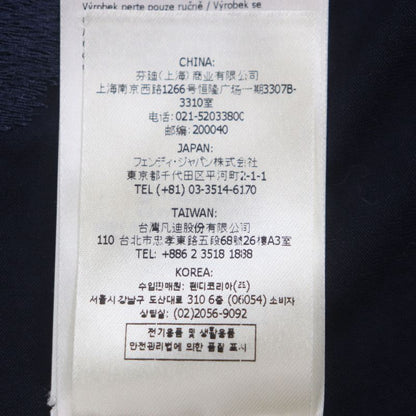 Výrobek perte pouze ručně / Výrobek se
CHINA:
芬迪(上海)商业有限公司
上海南京西路1266号恒隆广场一期3307B-
3310室
电话: 021-52033800
邮编: 200040
JAPAN:
フェンディ・ジャパン株式会社
東京都千代田区平河町2-1-1
TEL (+81) 03-3514-6170
TAIWAN:
台灣凡迪股份有限公司
110 台北市忠孝東路五段68號26樓A3室
TL: +886 2 3518 1888
KOREA:
수입판매원: 펜디코리아(유)
서울시 강남구 도산대로 310 6층 (06054) 소비자
상담실: (02)2056-9092
전기용품 및 생활용품
안전관리법에 의한 품질 표시